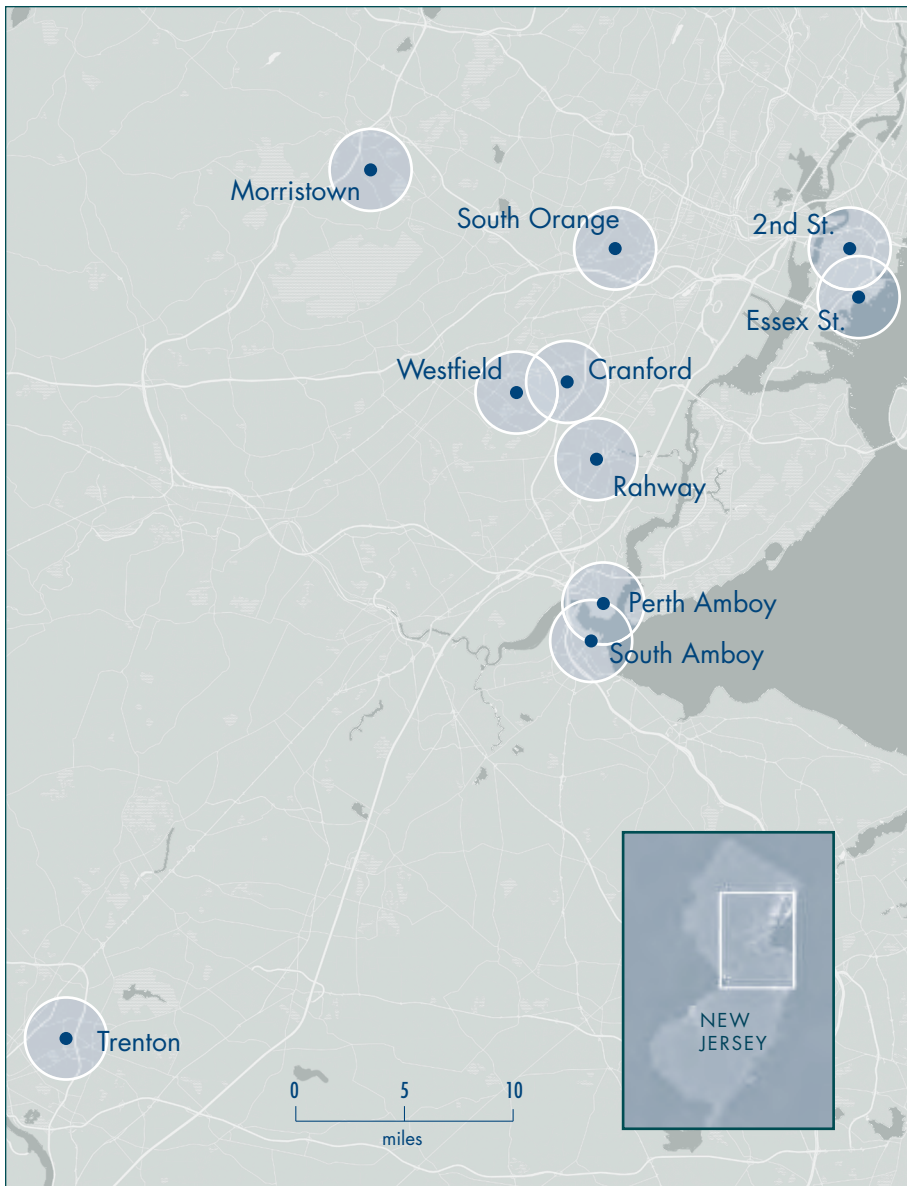 Morristown
South Orange
2nd St.
Essex St.
Westfield
Cranford
Rahway
Perth Amboy
South Amboy
NEW
JERSEY
Trenton
0 5 10
miles